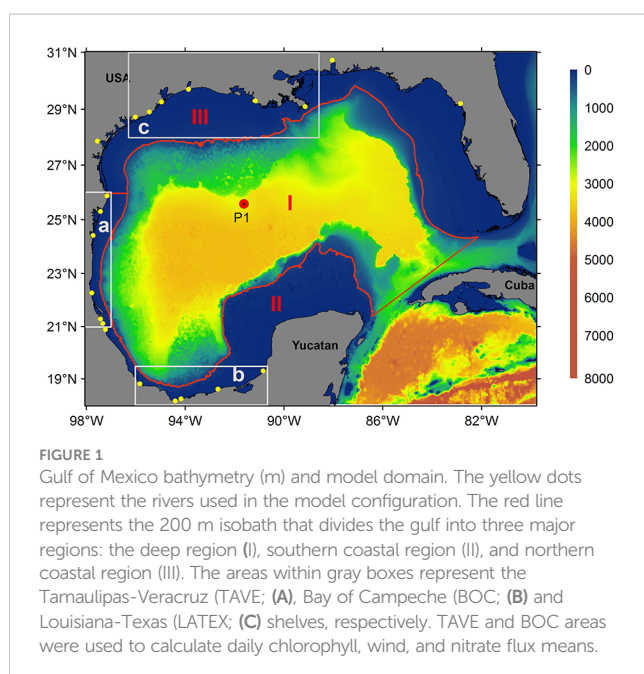 31°N
29°N
27°N
25°N
23°N
21°N
19°N
98°W
94°W
90°W
86°W
82°W
USA
c
III
a
I
P1
II
Cuba
Yucatan
b
0
1000
2000
3000
4000
5000
6000
7000
8000
FIGURE 1
Gulf of Mexico bathymetry (m) and model domain. The yellow dots
represent the rivers used in the model configuration. The red line
represents the 200 m isobath that divides the gulf into three major
regions: the deep region (I), southern coastal region (II), and northern
coastal region (III). The areas within gray boxes represent the
Tamaulipas-Veracruz (TAVE; (A), Bay of Campeche (BOC; (B) and
Louisiana-Texas (LATEX; (C) shelves, respectively. TAVE and BOC areas
were used to calculate daily chlorophyll, wind, and nitrate flux means.